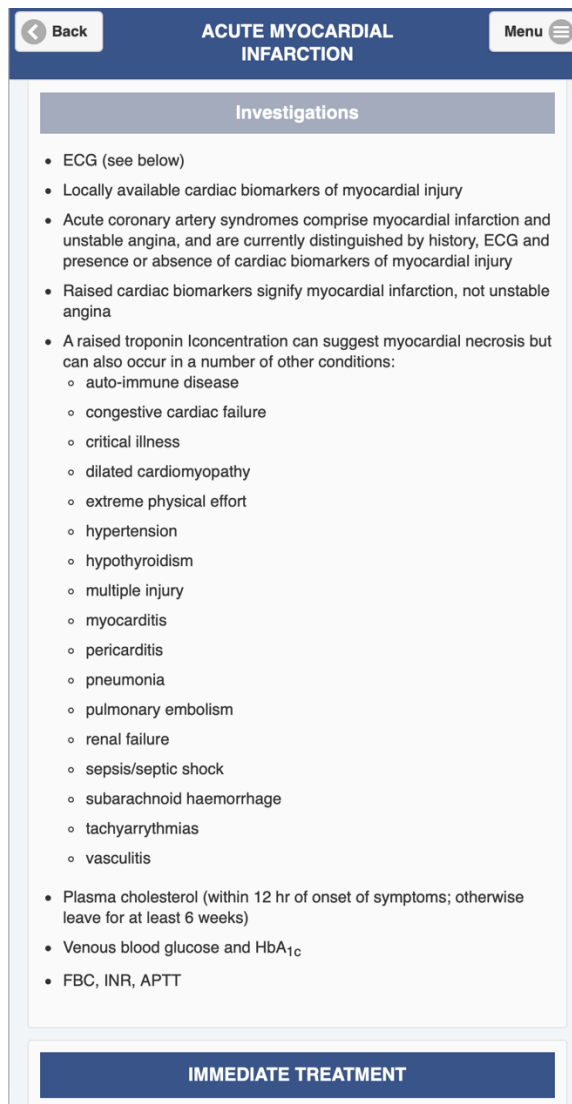 Back
ACUTE MYOCARDIAL
INFARCTION
Menu
Investigations
• ECG (see below)
• Locally available cardiac biomarkers of myocardial injury
• Acute coronary artery syndromes comprise myocardial infarction and
unstable angina, and are currently distinguished by history, ECG and
presence or absence of cardiac biomarkers of myocardial injury
• Raised cardiac biomarkers signify myocardial infarction, not unstable
angina
• A raised troponin Iconcentration can suggest myocardial necrosis but
can also occur in a number of other conditions:
◦ auto-immune disease
◦ congestive cardiac failure
◦ critical illness
◦ dilated cardiomyopathy
◦ extreme physical effort
◦ hypertension
◦ hypothyroidism
◦ multiple injury
◦ myocarditis
◦ pericarditis
◦ pneumonia
◦ pulmonary embolism
◦ renal failure
◦ sepsis/septic shock
◦ subarachnoid haemorrhage
◦ tachyarrythmias
◦ vasculitis
• Plasma cholesterol (within 12 hr of onset of symptoms; otherwise
leave for at least 6 weeks)
• Venous blood glucose and HbA1c
• FBC, INR, APTT
IMMEDIATE TREATMENT